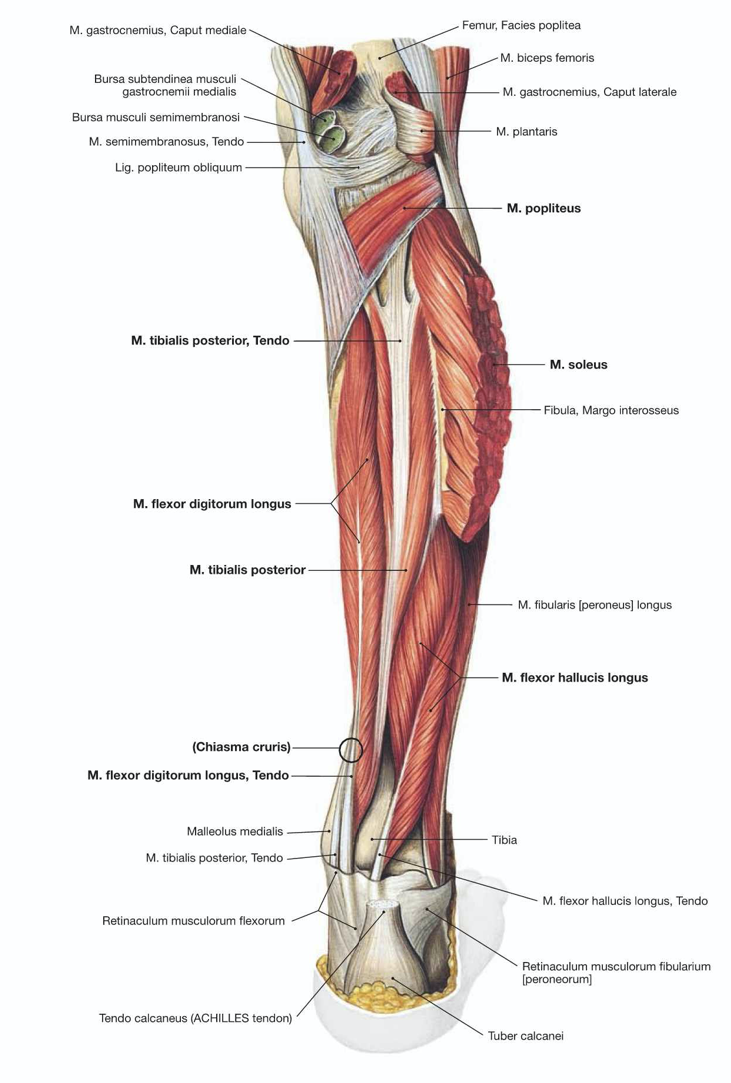 M. gastrocnemius, Caput mediale
Bursa subtendinea musculi
gastrocnemii medialis
Bursa musculi semimembranosi
M. semimembranosus, Tendo
Lig. popliteum obliquum
M. tibialis posterior, Tendo
M. flexor digitorum longus
M. tibialis posterior
(Chiasma cruris)
M. flexor digitorum longus, Tendo
Malleolus medialis
M. tibialis posterior, Tendo
Retinaculum musculorum flexorum
Tendo calcaneus (ACHILLES tendon)
Femur, Facies poplitea
M. biceps femoris
M. gastrocnemius, Caput laterale
M. plantaris
M. popliteus
M. soleus
Fibula, Margo interosseus
M. fibularis [peroneus] longus
M. flexor hallucis longus
Tibia
M. flexor hallucis longus, Tendo
Retinaculum musculorum fibularium
[peroneorum]
Tuber calcanei